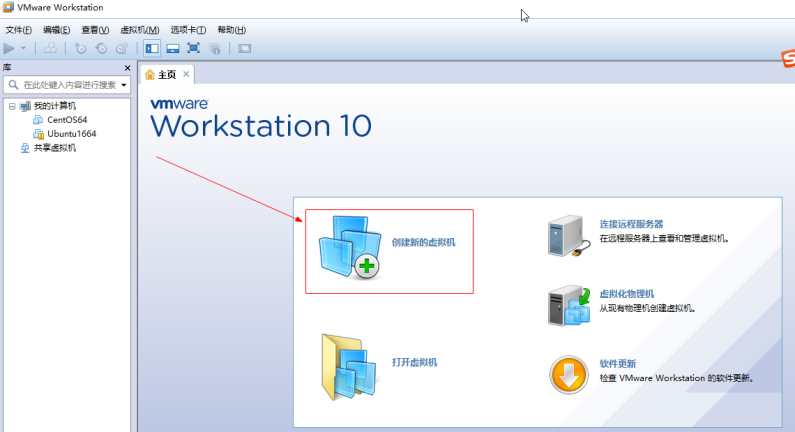 VMware Workstation
文件(F) 编辑(E) 查看(V) 虚拟机(M) 选项卡(T) 帮助(H)
库
在此处键入内容进行搜索
我的计算机
CentOS64
Ubuntu1664
共享虚拟机
主页
vmware
Workstation 10
创建新的虚拟机
打开虚拟机
连接远程服务器
在远程服务器上查看和管理虚拟机。
虚拟化物理机
从现有物理机创建虚拟机。
软件更新
检查 VMware Workstation 的软件更新。